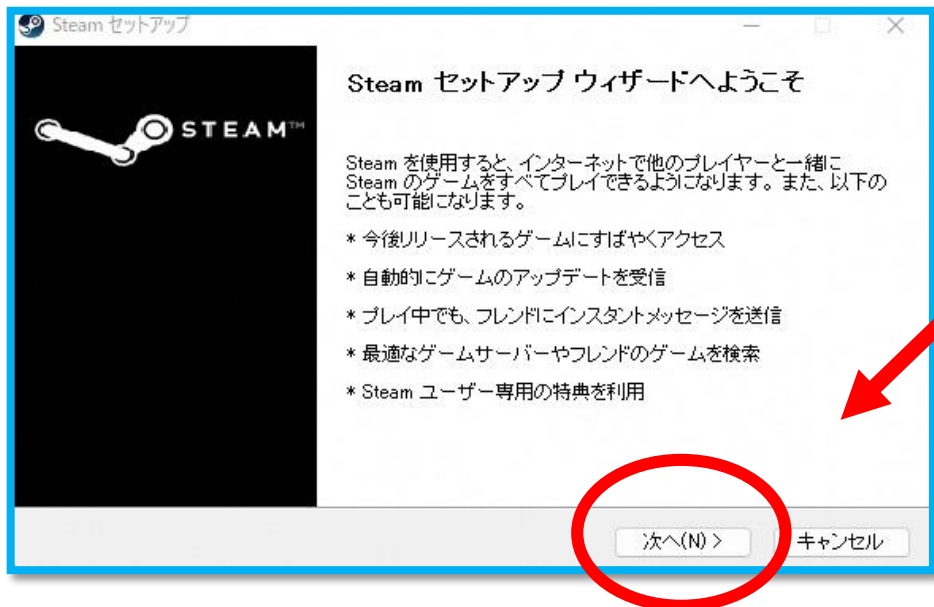 Steam セットアップ
STEAM™
Steam セットアップ ウィザードへようこそ
Steam を使用すると、インターネットで他のプレイヤーと一緒に
Steam のゲームをすべてプレイできるようになります。また、以下の
ことも可能になります。
* 今後リリースされるゲームにすばやくアクセス
* 自動的にゲームのアップデートを受信
* プレイ中でも、フレンドにインスタントメッセージを送信
* 最適なゲームサーバーやフレンドのゲームを検索
* Steam ユーザー専用の特典を利用
次へ(N) >
キャンセル